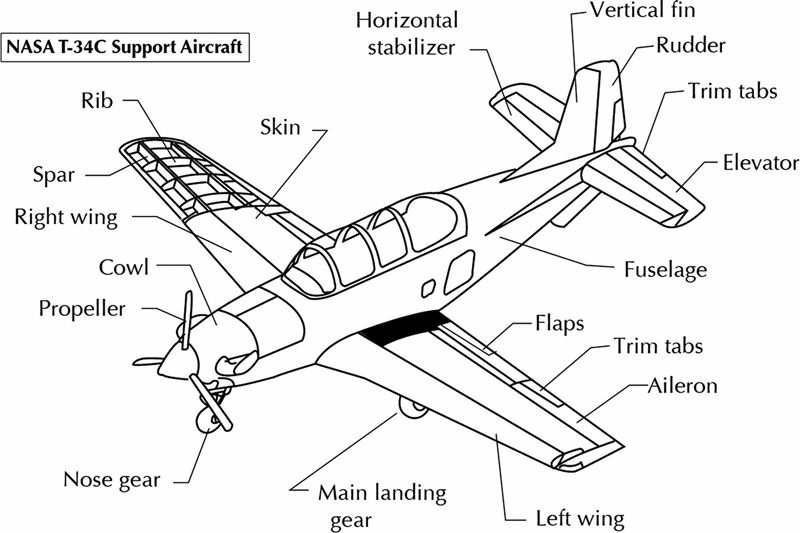 NASA T-34C Support Aircraft
Horizontal
stabilizer
Vertical fin
Rudder
Trim tabs
Elevator
Rib
Skin
Spar
Right wing
Cowl
Propeller
Fuselage
Flaps
Trim tabs
Aileron
Nose gear
Main landing
gear
Left wing